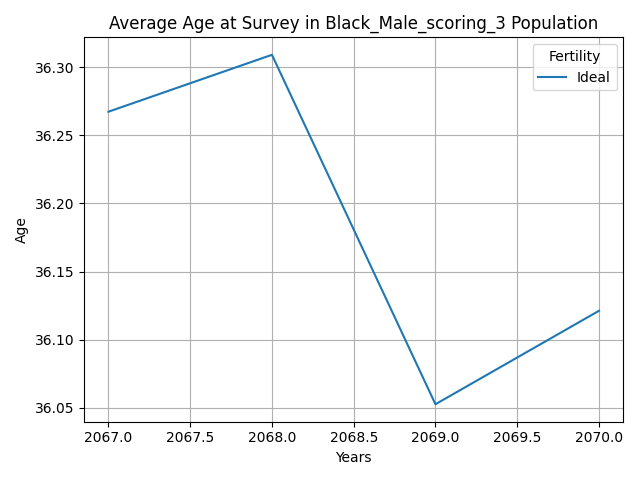 Average Age at Survey in Black_Male_scoring_3 Population
Fertility
Ideal
36.30
36.25
36.20
36.15
36.10
36.05
Age
2067.0 2067.5 2068.0 2068.5 2069.0 2069.5 2070.0
Years